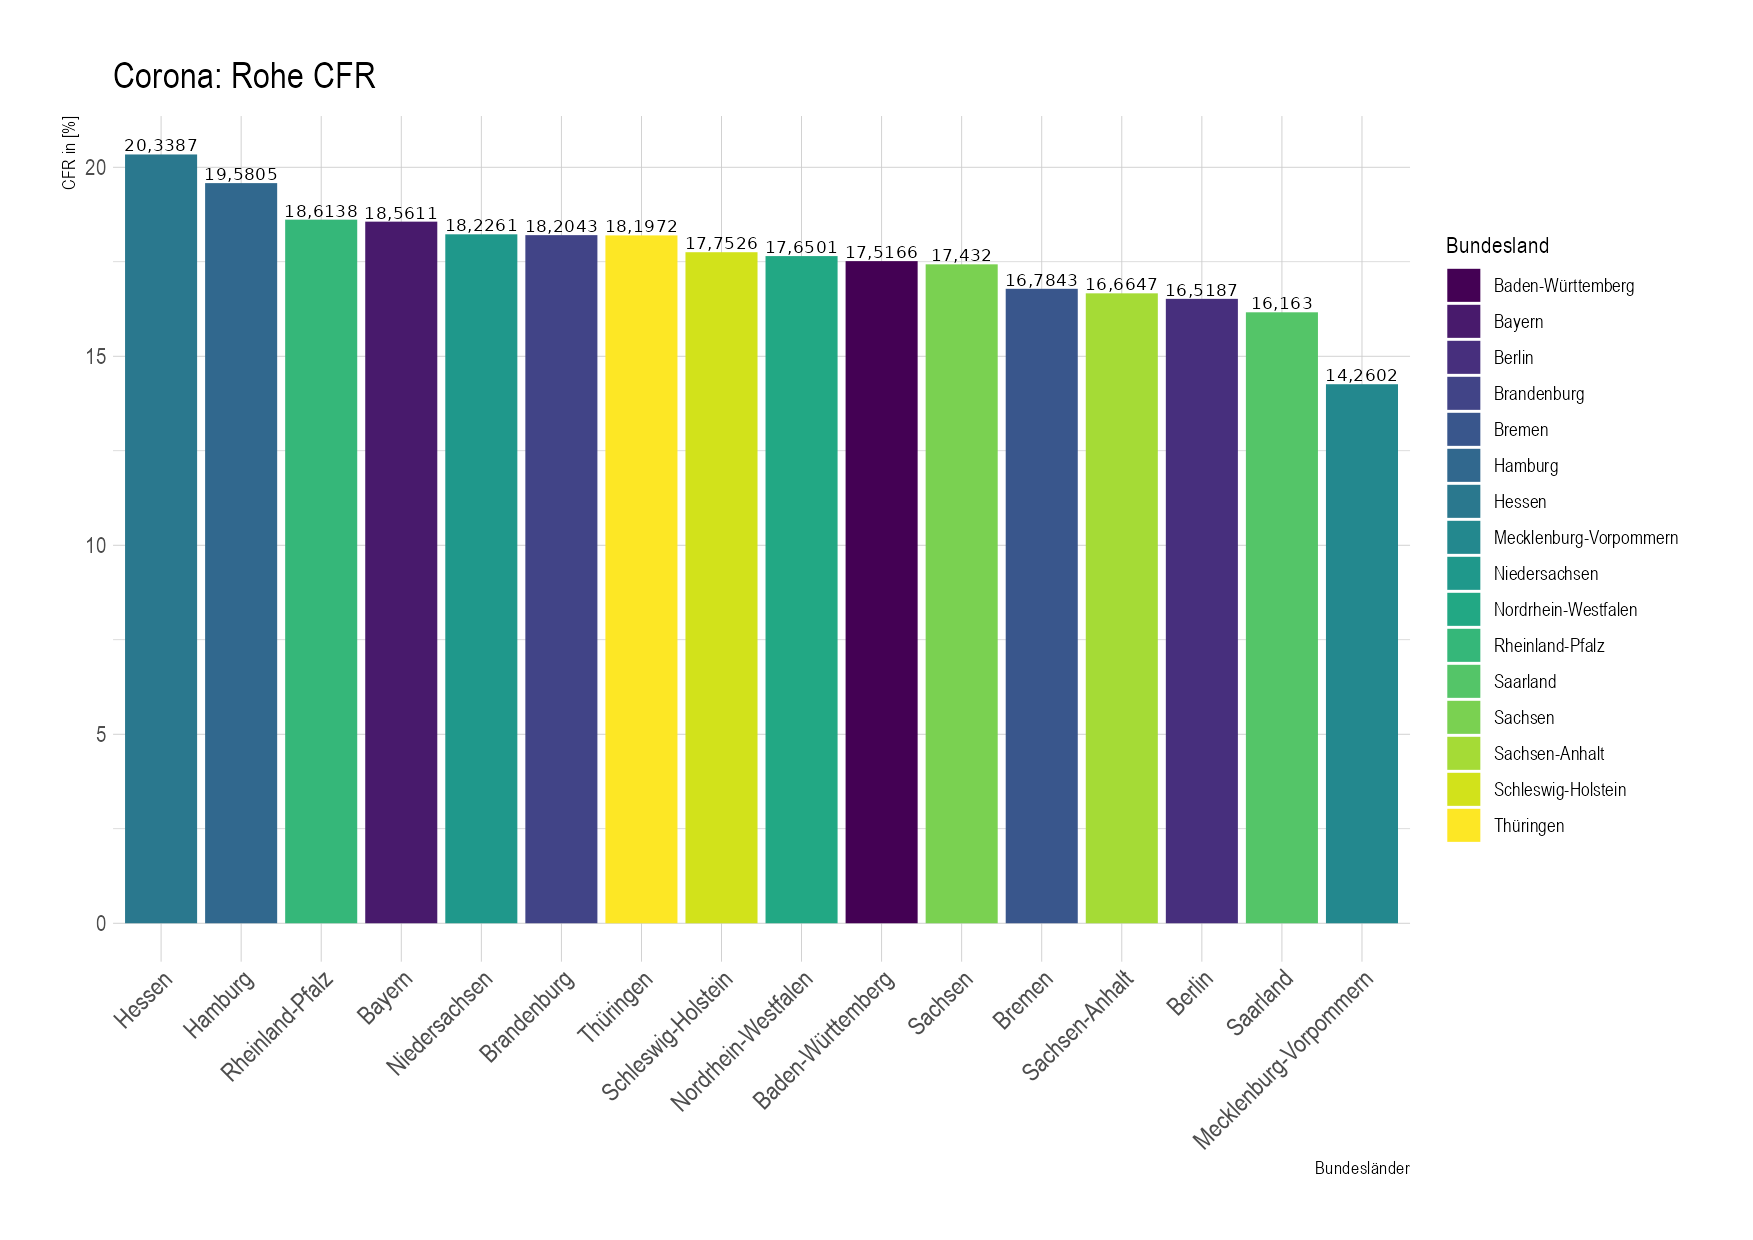 Corona: Rohe CFR
CFR in [%]
20
15
10
5
0
20,3387
19,5805
18,6138
18,5611
18,2261
18,2043
18,1972
17,7526
17,6501
17,5166
17,432
16,7843
16,6647
16,5187
16,163
14,2602
Hessen
Hamburg
Rheinland-Pfalz
Bayern
Niedersachsen
Brandenburg
Thüringen
Schleswig-Holstein
Nordrhein-Westfalen
Baden-Württemberg
Sachsen
Bremen
Sachsen-Anhalt
Berlin
Saarland
Mecklenburg-Vorpommern
Bundesländer
Bundesland
Baden-Württemberg
Bayern
Berlin
Brandenburg
Bremen
Hamburg
Hessen
Mecklenburg-Vorpommern
Niedersachsen
Nordrhein-Westfalen
Rheinland-Pfalz
Saarland
Sachsen
Sachsen-Anhalt
Schleswig-Holstein
Thüringen